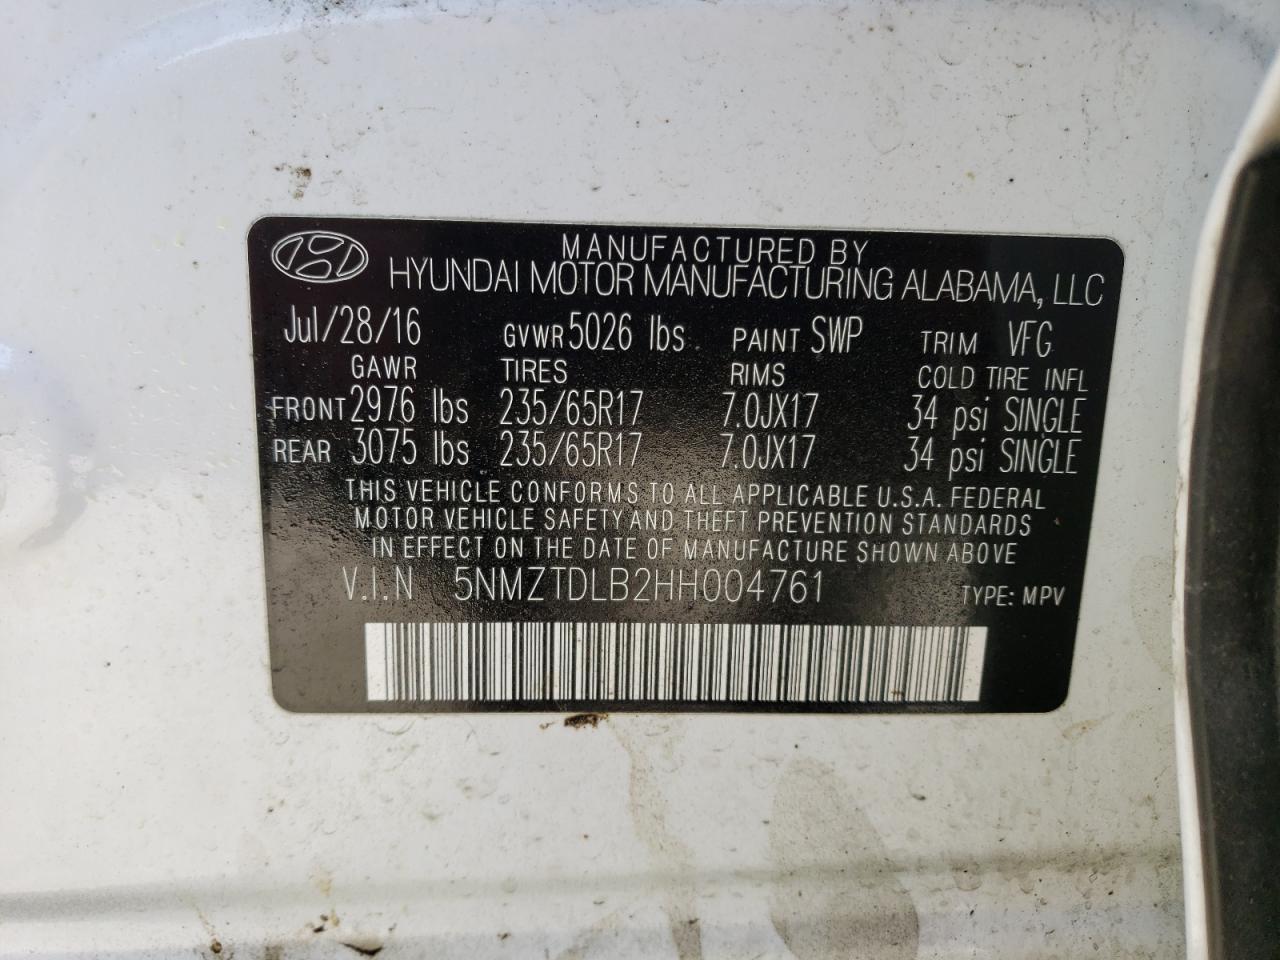 MANUFACTURED BY
HYUNDAI MOTOR MANUFACTURING ALABAMA, LLC
Jul/28/16 GVWR 5026 lbs PAINT SWP TRIM VFG
GAWR TIRES RIMS COLD TIRE INFL
FRONT 2976 lbs 235/65R17 7.0JX17 34 psi SINGLE
REAR 3075 lbs 235/65R17 7.0JX17 34 psi SINGLE
THIS VEHICLE CONFORMS TO ALL APPLICABLE U.S.A. FEDERAL
MOTOR VEHICLE SAFETY AND THEFT PREVENTION STANDARDS
IN EFFECT ON THE DATE OF MANUFACTURE SHOWN ABOVE
V.I.N 5NMZTDLB2HH004761 TYPE: MPV